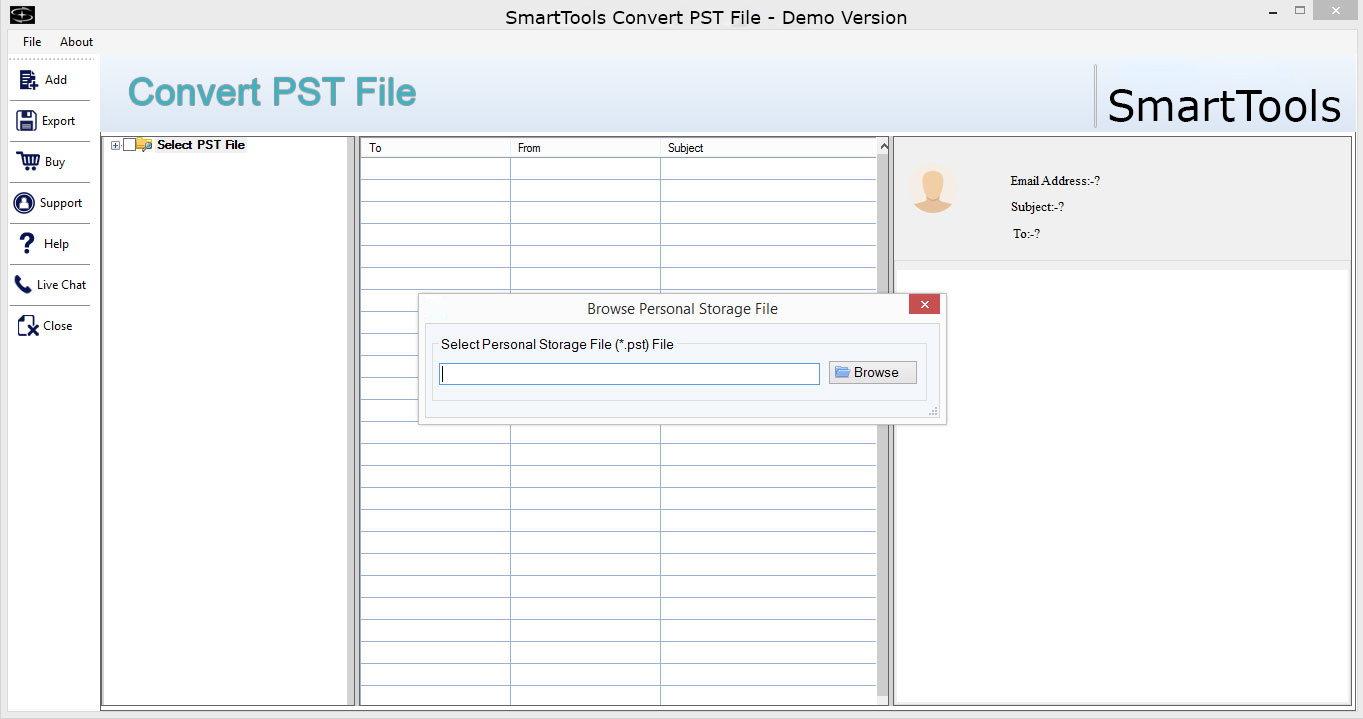 SmartTools Convert PST File - Demo Version
File About
Add
Export
Buy
Support
Help
Live Chat
Close
Convert PST File
SmartTools
Select PST File
To From Subject
Email Address:-?
Subject:-?
To:-?
Browse Personal Storage File
Select Personal Storage File (*.pst) File
Browse